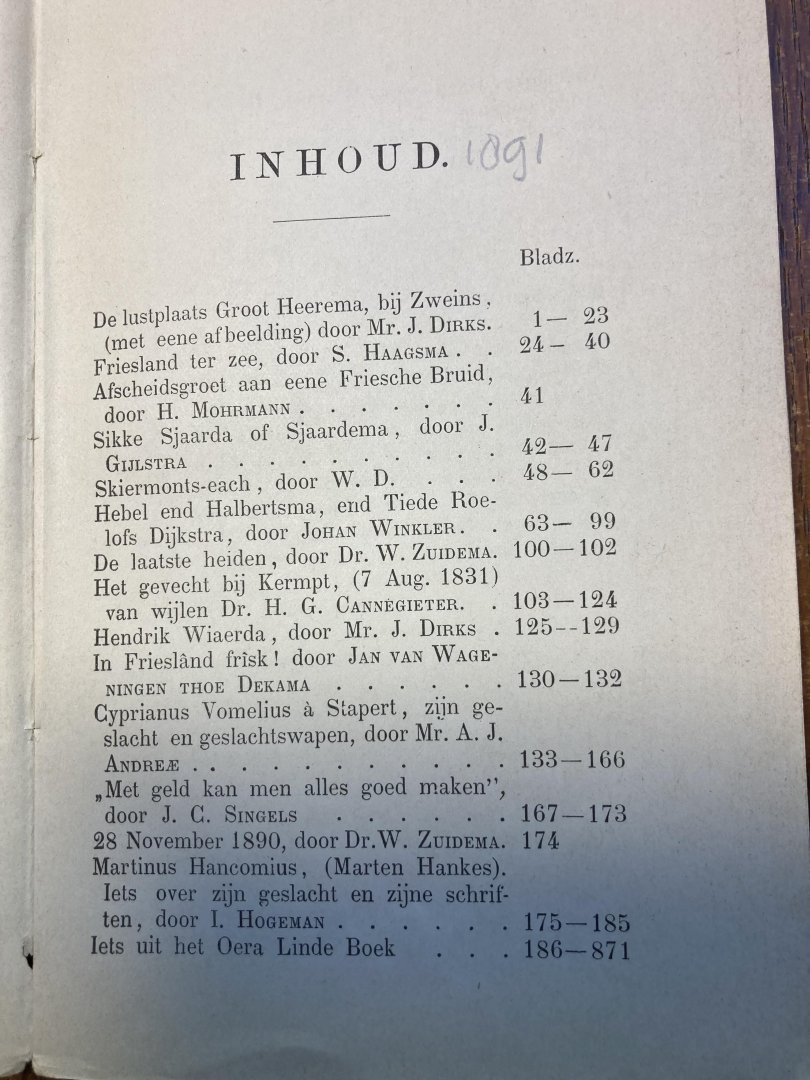 INHOUD. 1891
Bladz.
De lustplaats Groot Heerema, bij Zweins,
(met eene afbeelding) door Mr. J. DIRKS. 1— 23
Friesland ter zee, door S. HAAGSMA . . 24— 40
Afscheidsgroet aan eene Friesche Bruid,
door H. MOHRMANN . . . . . . . 41
Sikke Sjaarda of Sjaardema, door J.
GIJLSTRA . . . . . . . . . . 42— 47
Skiermonts-each, door W. D. . . . 48— 62
Hebel end Halbertsma, end Tiede Roe-
lofs Dijkstra, door JOHAN WINKLER . . 63— 99
De laatste heiden, door Dr. W. ZUIDEMA. 100—102
Het gevecht bij Kermpt, (7 Aug. 1831)
van wijlen Dr. H. G. CANNEGIETER. . 103—124
Hendrik Wiaerda, door Mr. J. DIRKS . 125--129
In Frieslând frîsk! door JAN VAN WAGE-
NINGEN THOE DEKAMA . . . . . . 130—132
Cyprianus Vomelius à Stapert, zijn ge-
slacht en geslachtswapen, door Mr. A. J.
ANDREÆ . . . . . . . . . . . 133—166
„Met geld kan men alles goed maken”,
door J. C. SINGELS . . . . . . 167—173
28 November 1890, door Dr. W. ZUIDEMA. 174
Martinus Hancomius, (Marten Hankes).
Iets over zijn geslacht en zijne schrif-
ten, door I. HOGEMAN . . . . . . 175—185
Iets uit het Oera Linde Boek . . . 186—871